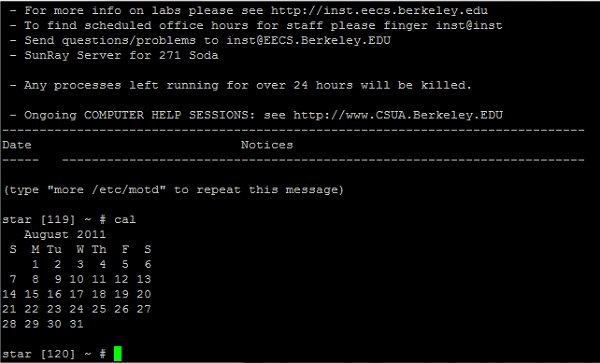 - For more info on labs please see http://inst.eecs.berkeley.edu
- To find scheduled office hours for staff please finger inst@inst
- Send questions/problems to inst@EECS.Berkeley.EDU
- SunRay Server for 271 Soda
- Any processes left running for over 24 hours will be killed.
- Ongoing COMPUTER HELP SESSIONS: see http://www.CSUA.Berkeley.EDU
--------------------------------------------------------------------------------
Date                             Notices
-----   ------------------------------------------------------------------------
(type "more /etc/motd" to repeat this message)
star [119] ~ # cal
   August 2011
 S  M Tu  W Th  F  S
    1  2  3  4  5  6
 7  8  9 10 11 12 13
14 15 16 17 18 19 20
21 22 23 24 25 26 27
28 29 30 31
star [120] ~ #